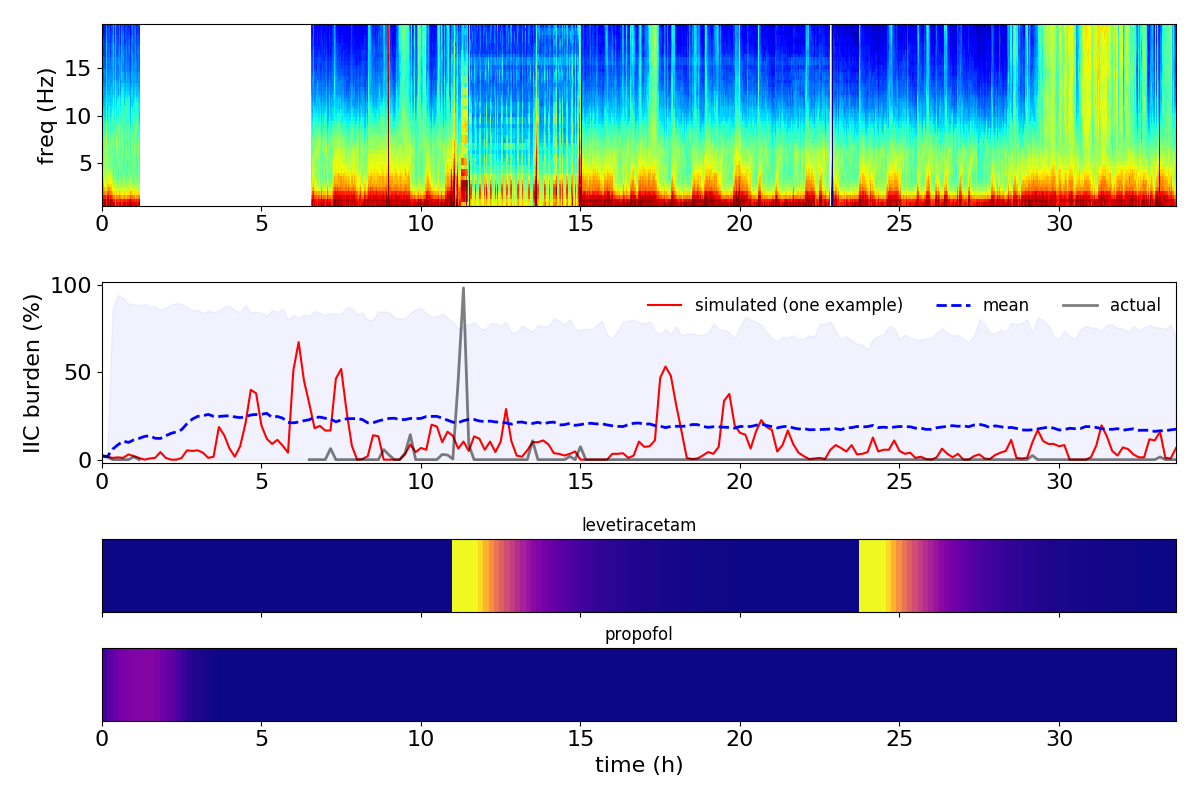 freq (Hz)
15
10
5
0 5 10 15 20 25 30
IIC burden (%)
100
50
0
simulated (one example) mean actual
0 5 10 15 20 25 30
levetiracetam
propofol
0 5 10 15 20 25 30
time (h)